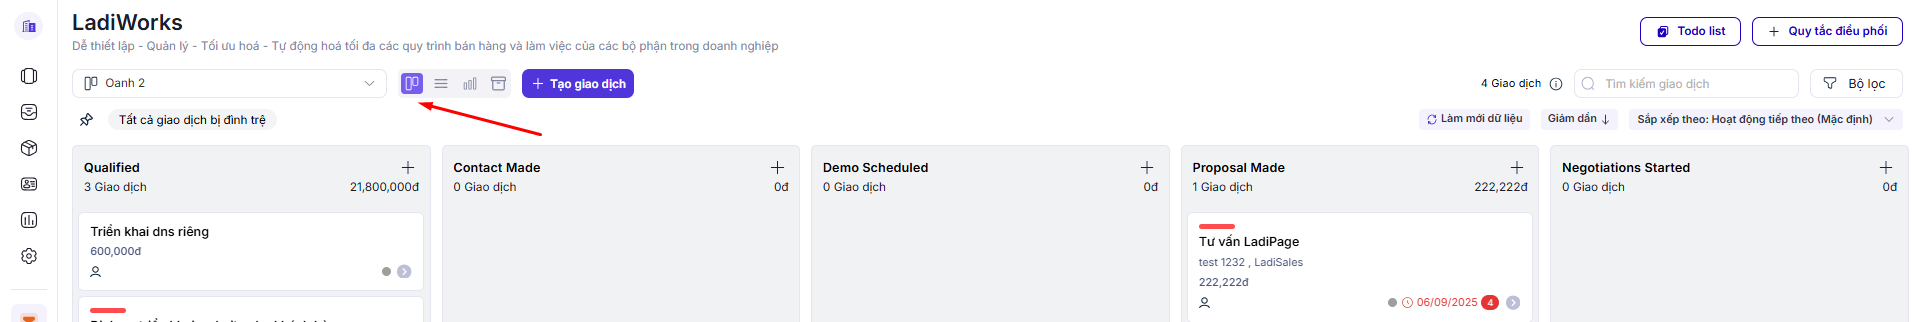 LadiWorks
Dễ thiết lập - Quản lý - Tối ưu hoá - Tự động hoá tối đa các quy trình bán hàng và làm việc của các bộ phận trong doanh nghiệp
Todo list
Quy tắc điều phối
Oanh 2
Tạo giao dịch
4 Giao dịch
Tìm kiếm giao dịch
Bộ lọc
Tất cả giao dịch bị đình trệ
Làm mới dữ liệu
Giảm dần
Sắp xếp theo: Hoạt động tiếp theo (Mặc định)
Qualified
3 Giao dịch 21,800,000đ
Triển khai dns riêng
600,000đ
Contact Made
0 Giao dịch 0đ
Demo Scheduled
0 Giao dịch 0đ
Proposal Made
1 Giao dịch 222,222đ
Tư vấn LadiPage
test 1232 , LadiSales
222,222đ
06/09/2025 4
Negotiations Started
0 Giao dịch 0đ